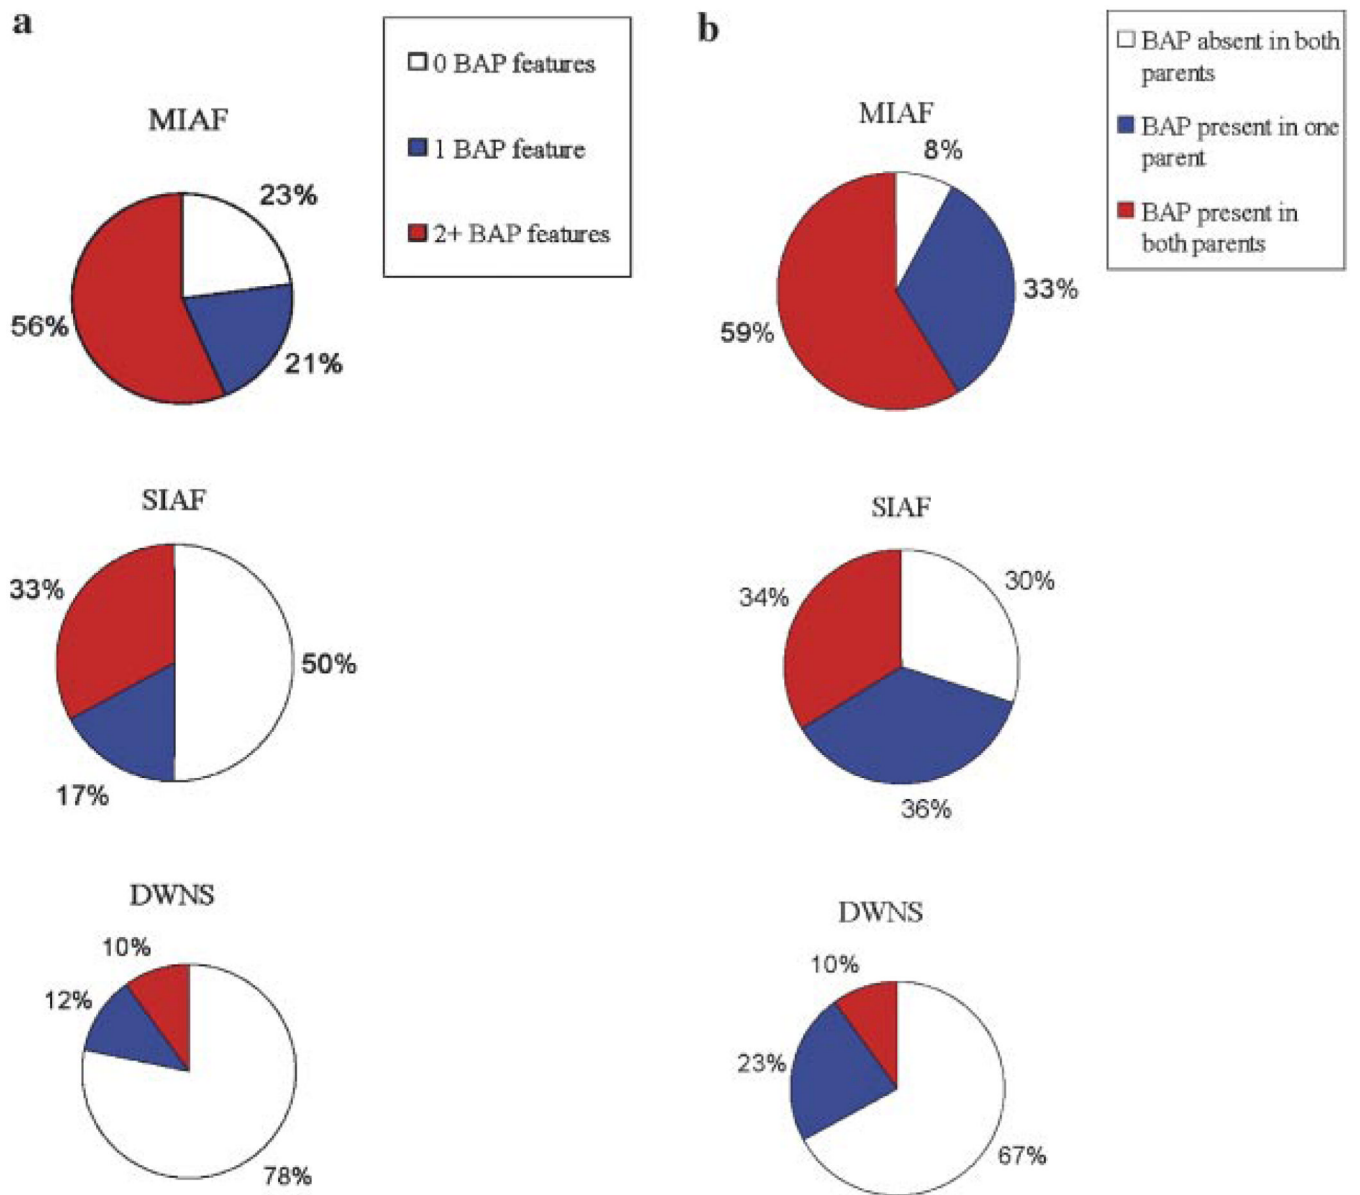 a
0 BAP features
1 BAP feature
2+ BAP features
MIAF
23%
56%
21%
SIAF
33%
50%
17%
DWNS
10%
12%
78%
b
BAP absent in both
parents
BAP present in one
parent
BAP present in
both parents
MIAF
8%
33%
59%
SIAF
30%
34%
36%
DWNS
10%
23%
67%